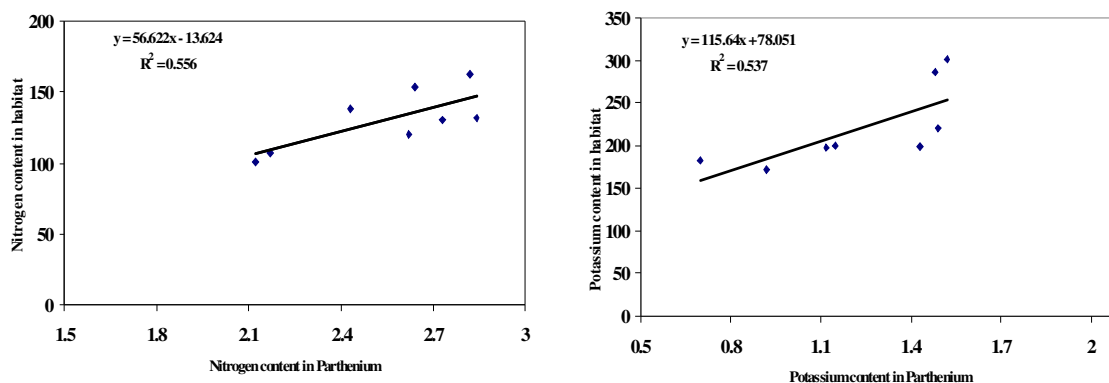 y = 56.622x - 13.624
R2 = 0.556
Nitrogen content in habitat
200
150
100
50
0
1.5 1.8 2.1 2.4 2.7 3
Nitrogen content in Parthenium
y = 115.64x + 78.051
R2 = 0.537
Potassium content in habitat
350
300
250
200
150
100
50
0
0.5 0.8 1.1 1.4 1.7 2
Potassium content in Parthenium